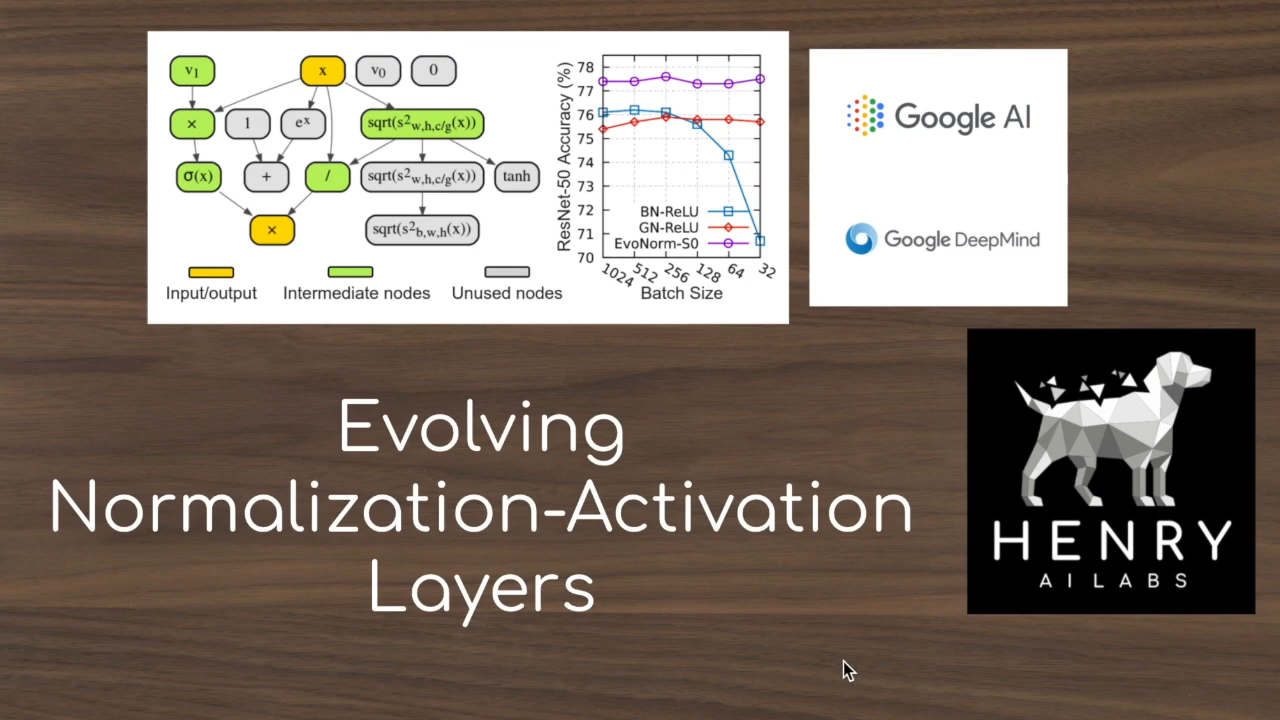 v₁ x v₀ 0
× 1 eˣ sqrt(s²w,h,c/g(x))
σ(x) + / sqrt(s²w,h,c/g(x)) tanh
× sqrt(s²b,w,h(x))
Input/output Intermediate nodes Unused nodes
ResNet-50 Accuracy (%)
78
77
76
75
74
73
72
71
70
BN-ReLU
GN-ReLU
EvoNorm-S0
1024 512 256 128 64 32
Batch Size
Google AI
Google DeepMind
Evolving
Normalization-Activation
Layers
HENRY
AI LABS